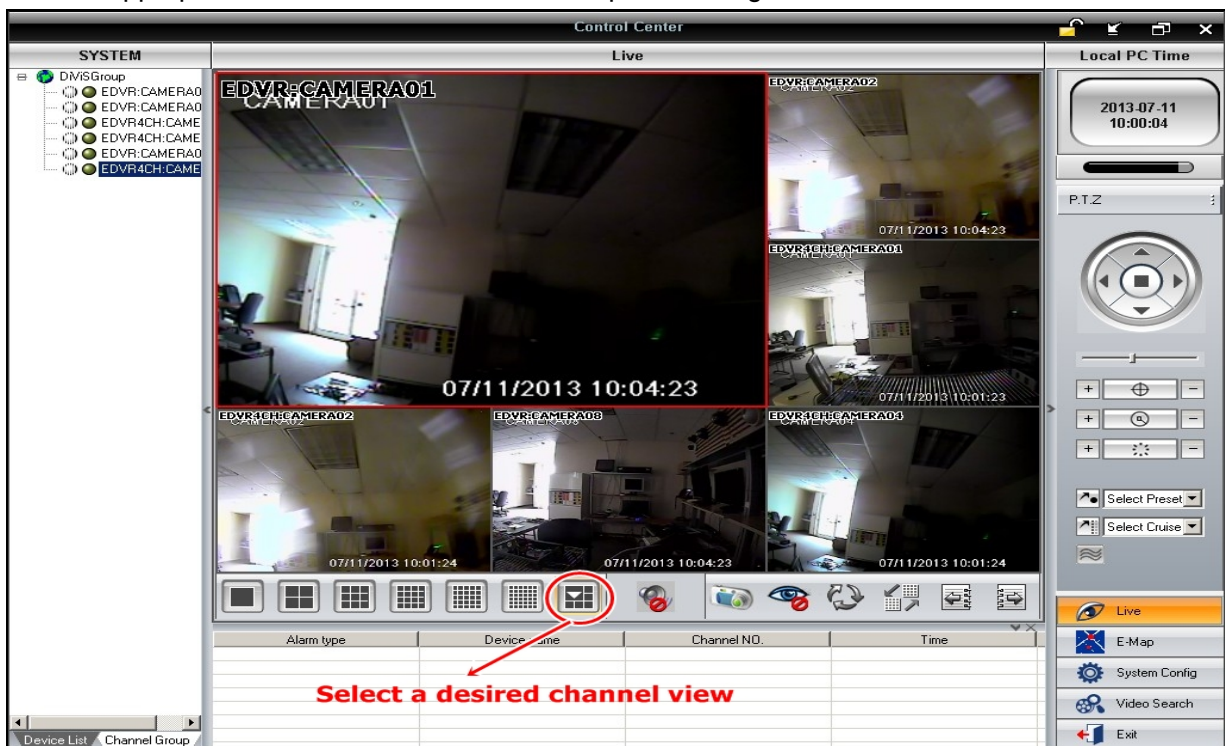 Control Center
SYSTEM
Live
Local PC Time
DiViSGroup
EDVR:CAMERA0
EDVR:CAMERA0
EDVR4CH:CAME
EDVR4CH:CAME
EDVR:CAMERA0
EDVR4CH:CAME
EDVR:CAMERA01
CAMERA01
07/11/2013 10:04:23
EDVR:CAMERA02
CAMERA02
07/11/2013 10:04:23
EDVR4CH:CAMERA01
CAMERA01
07/11/2013 10:01:23
EDVR4CH:CAMERA02
CAMERA02
07/11/2013 10:01:24
EDVR:CAMERA08
CAMERA08
07/11/2013 10:04:23
EDVR4CH:CAMERA04
CAMERA04
07/11/2013 10:01:24
2013-07-11
10:00:04
P.T.Z
Select Preset
Select Cruise
Live
E-Map
System Config
Video Search
Exit
Alarm type
Device name
Channel NO.
Time
Select a desired channel view
Device List
Channel Group